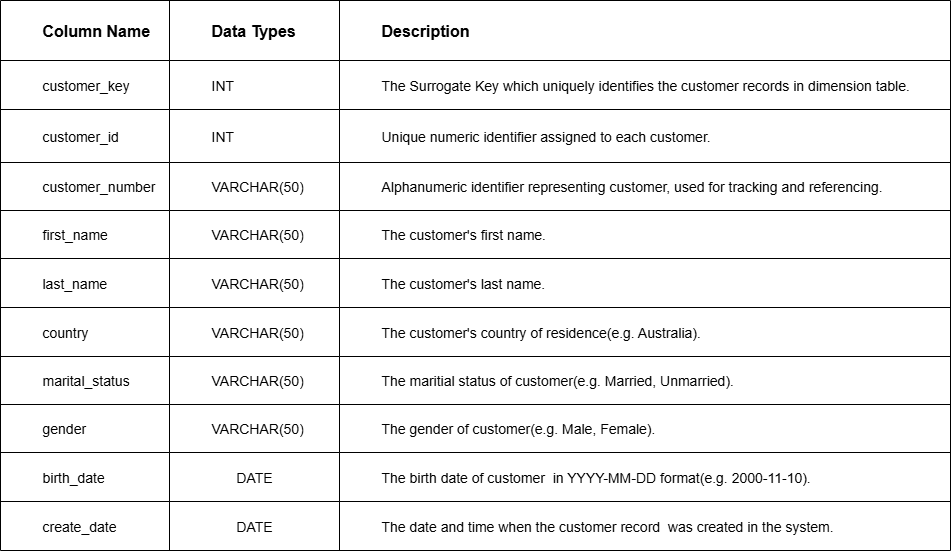 Column Name Data Types Description
customer_key INT The Surrogate Key which uniquely identifies the customer records in dimension table.
customer_id INT Unique numeric identifier assigned to each customer.
customer_number VARCHAR(50) Alphanumeric identifier representing customer, used for tracking and referencing.
first_name VARCHAR(50) The customer's first name.
last_name VARCHAR(50) The customer's last name.
country VARCHAR(50) The customer's country of residence(e.g. Australia).
marital_status VARCHAR(50) The maritial status of customer(e.g. Married, Unmarried).
gender VARCHAR(50) The gender of customer(e.g. Male, Female).
birth_date DATE The birth date of customer in YYYY-MM-DD format(e.g. 2000-11-10).
create_date DATE The date and time when the customer record was created in the system.